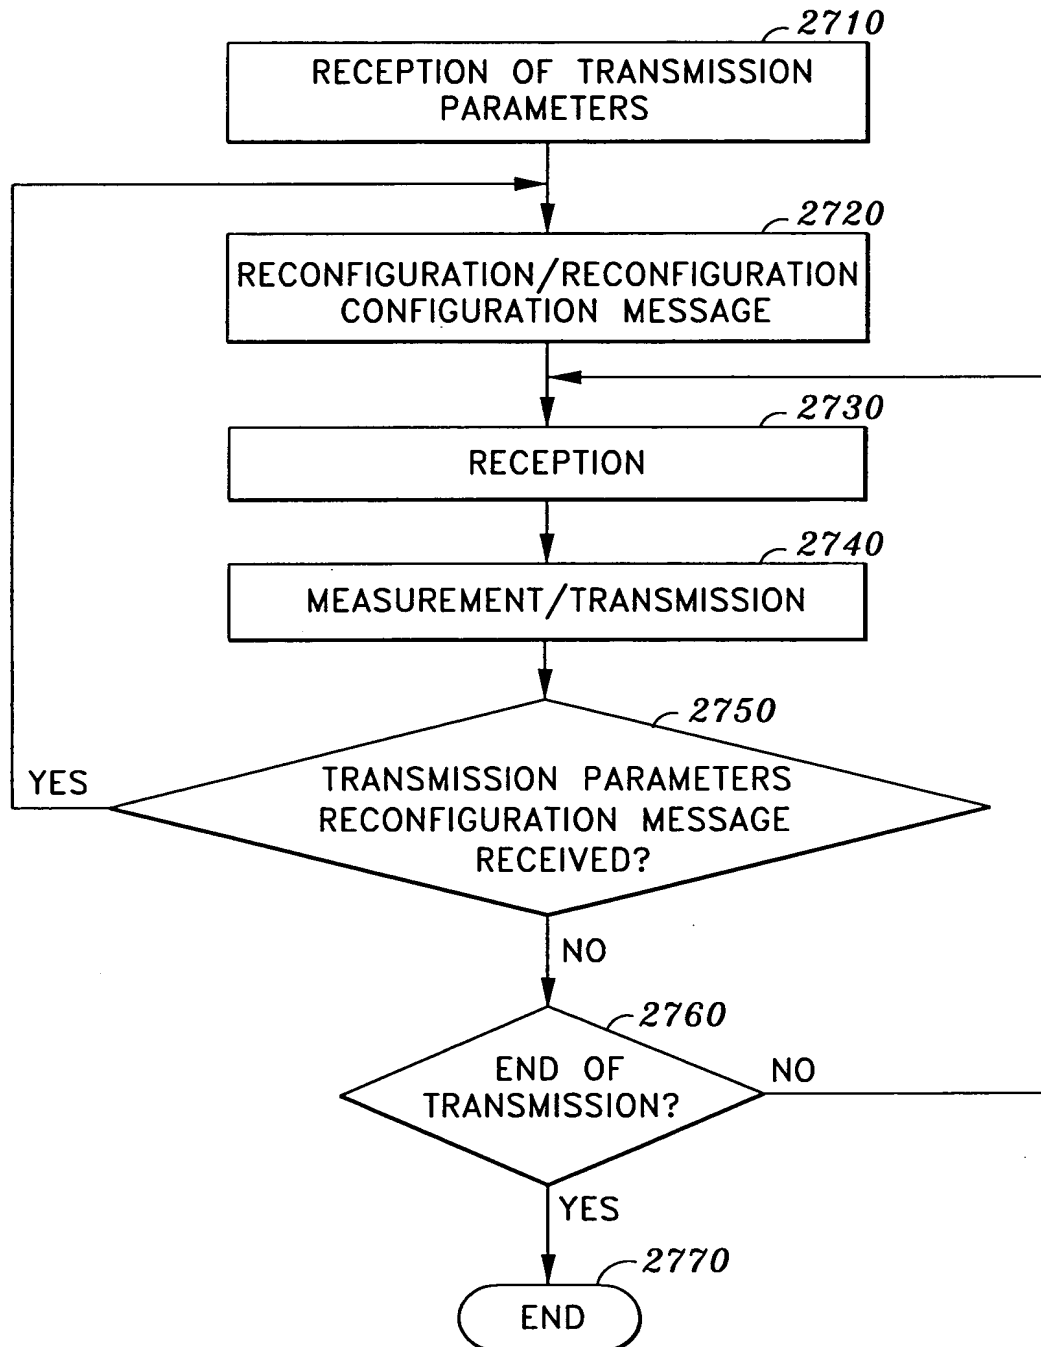 2710
RECEPTION OF TRANSMISSION
PARAMETERS
2720
RECONFIGURATION/RECONFIGURATION
CONFIGURATION MESSAGE
2730
RECEPTION
2740
MEASUREMENT/TRANSMISSION
2750
YES
TRANSMISSION PARAMETERS
RECONFIGURATION MESSAGE
RECEIVED?
NO
2760
END OF
TRANSMISSION?
NO
YES
2770
END